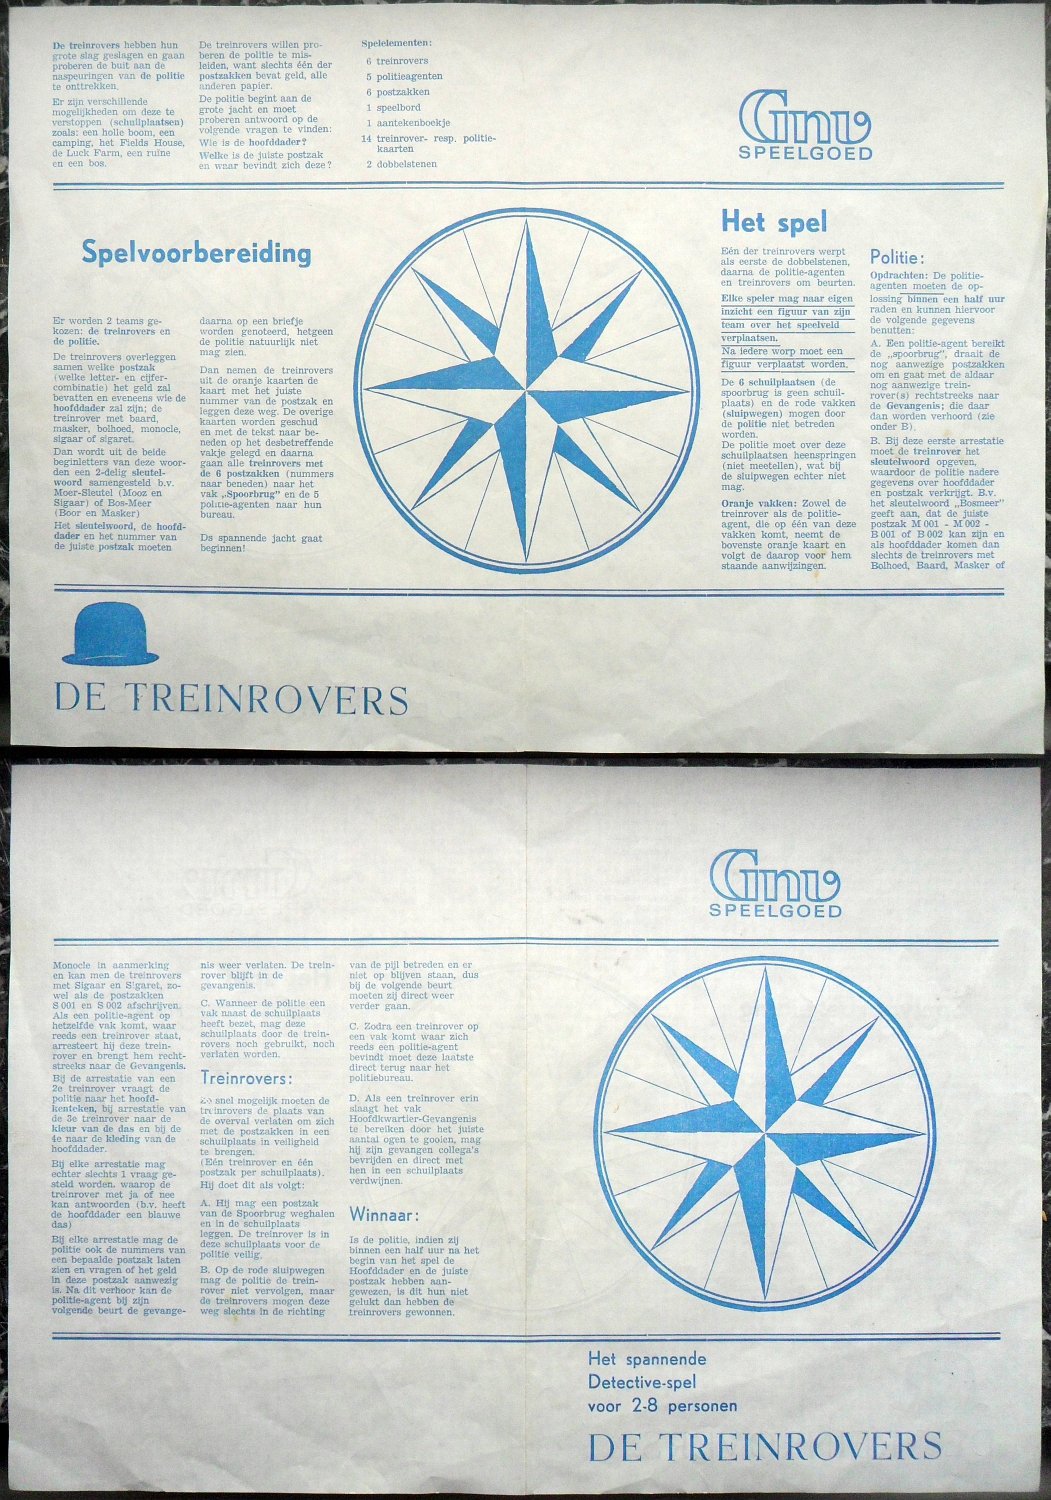 De treinrovers hebben hun
grote slag geslagen en gaan
proberen de buit aan de
naspeuringen van de politie
te onttrekken.
Er zijn verschillende
mogelijkheden om deze te
verstoppen (schuilplaatsen)
zoals: een holle boom, een
camping, het Fields House,
de Luck Farm, een ruïne
en een bos.
De treinrovers willen pro-
beren de politie te mis-
leiden, want slechts één der
postzakken bevat geld, alle
anderen papier.
De politie begint aan de
grote jacht en moet
proberen antwoord op de
volgende vragen te vinden:
Wie is de hoofddader?
Welke is de juiste postzak
en waar bevindt zich deze?
Spelelementen:
6 treinrovers
5 politieagenten
6 postzakken
1 speelbord
1 aantekenboekje
14 treinrover- resp. politie-
kaarten
2 dobbelstenen
Gnu
SPEELGOED
Spelvoorbereiding
Er worden 2 teams ge-
kozen: de treinrovers en
de politie.
De treinrovers overleggen
samen welke postzak
(welke letter- en cijfer-
combinatie) het geld zal
bevatten en eveneens wie de
hoofddader zal zijn; de
treinrover met baard,
masker, bolhoed, monocle,
sigaar of sigaret.
Dan wordt uit de beide
beginletters van deze woor-
den een 2-delig sleutel-
woord samengesteld b.v.
Moer-Sleutel (Mooz en
Sigaar) of Bos-Meer
(Boor en Masker)
Het sleutelwoord, de hoofd-
dader en het nummer van
de juiste postzak moeten
daarna op een briefje
worden genoteerd, hetgeen
de politie natuurlijk niet
mag zien.
Dan nemen de treinrovers
uit de oranje kaarten de
kaart met het juiste
nummer van de postzak en
leggen deze weg. De overige
kaarten worden geschud
en met de tekst naar be-
neden op het desbetreffende
vakje gelegd en daarna
gaan alle treinrovers met
de 6 postzakken (nummers
naar beneden) naar het
vak „Spoorbrug" en de 5
politie-agenten naar hun
bureau.
Ds spannende jacht gaat
beginnen!
Het spel
Eén der treinrovers werpt
als eerste de dobbelstenen,
daarna de politie-agenten
en treinrovers om beurten.
Elke speler mag naar eigen
inzicht een figuur van zijn
team over het speelveld
verplaatsen.
Na iedere worp moet een
figuur verplaatst worden.
De 6 schuilplaatsen (de
spoorbrug is geen schuil-
plaats) en de rode vakken
(sluipwegen) mogen door
de politie niet betreden
worden.
De politie moet over deze
schuilplaatsen heenspringen
(niet meetellen), wat bij
de sluipwegen echter niet
mag.
Oranje vakken: Zowel de
treinrover als de politie-
agent, die op één van deze
vakken komt, neemt de
bovenste oranje kaart en
volgt de daarop voor hem
staande aanwijzingen.
Politie:
Opdrachten: De politie-
agenten moeten de op-
lossing binnen een half uur
raden en kunnen hiervoor
de volgende gegevens
benutten:
A. Een politie-agent bereikt
de „spoorbrug", draait de
nog aanwezige postzakken
om en gaat met de aldaar
nog aanwezige trein-
rover(s) rechtstreeks naar
de Gevangenis; die daar
dan worden verhoord (zie
onder B).
B. Bij deze eerste arrestatie
moet de treinrover het
sleutelwoord opgeven,
waardoor de politie nadere
gegevens over hoofddader
en postzak verkrijgt. B.v.
het sleutelwoord „Bosmeer"
geeft aan, dat de juiste
postzak M 001 - M 002 -
B 001 of B 002 kan zijn en
als hoofddader komen dan
slechts de treinrovers met
Bolhoed, Baard, Masker of
DE TREINROVERS
Gnu
SPEELGOED
Monocle in aanmerking
en kan men de treinrovers
met Sigaar en Sigaret, zo-
wel als de postzakken
S 001 en S 002 afschrijven.
Als een politie-agent op
hetzelfde vak komt, waar
reeds een treinrover staat,
arresteert hij deze trein-
rover en brengt hem recht-
streeks naar de Gevangenis.
Bij de arrestatie van een
2e treinrover vraagt de
politie naar het hoofd-
kenteken, bij arrestatie van
de 3e treinrover naar de
kleur van de das en bij de
4e naar de kleding van de
hoofddader.
Bij elke arrestatie mag
echter slechts 1 vraag ge-
steld worden, waarop de
treinrover met ja of nee
kan antwoorden (b.v. heeft
de hoofddader een blauwe
das)
Bij elke arrestatie mag de
politie ook de nummers van
een bepaalde postzak laten
zien en vragen of het geld
in deze postzak aanwezig
is. Na dit verhoor kan de
politie-agent bij zijn
volgende beurt de gevange-
nis weer verlaten. De trein-
rover blijft in de
gevangenis.
C. Wanneer de politie een
vak naast de schuilplaats
heeft bezet, mag deze
schuilplaats door de trein-
rovers noch gebruikt, noch
verlaten worden.
Treinrovers:
Zo snel mogelijk moeten de
treinrovers de plaats van
de overval verlaten om zich
met de postzakken in een
schuilplaats in veiligheid
te brengen.
(Eén treinrover en één
postzak per schuilplaats).
Hij doet dit als volgt:
A. Hij mag een postzak
van de Spoorbrug weghalen
en in de schuilplaats
leggen. De treinrover is in
deze schuilplaats voor de
politie veilig.
B. Op de rode sluipwegen
mag de politie de trein-
rover niet vervolgen, maar
de treinrovers mogen deze
weg slechts in de richting
van de pijl betreden en er
niet op blijven staan, dus
bij de volgende beurt
moeten zij direct weer
verder gaan.
C. Zodra een treinrover op
een vak komt waar zich
reeds een politie-agent
bevindt moet deze laatste
direct terug naar het
politiebureau.
D. Als een treinrover erin
slaagt het vak
Hoofdkwartier-Gevangenis
te bereiken door het juiste
aantal ogen te gooien, mag
hij zijn gevangen collega's
bevrijden en direct met
hen in een schuilplaats
verdwijnen.
Winnaar:
Is de politie, indien zij
binnen een half uur na het
begin van het spel de
Hoofddader en de juiste
postzak hebben aan-
gewezen, is dit hun niet
gelukt dan hebben de
treinrovers gewonnen.
Het spannende
Detective-spel
voor 2-8 personen
DE TREINROVERS